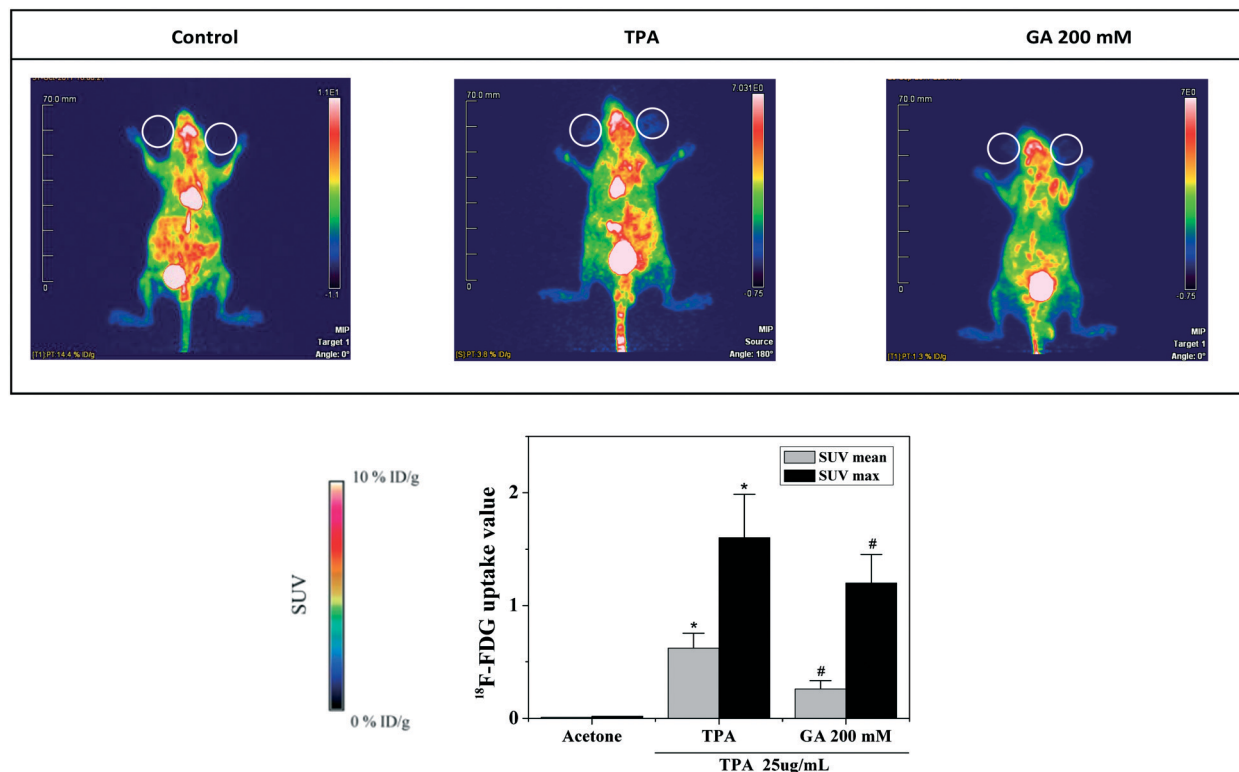 Control TPA GA 200 mM
70.0 mm
1.1E1
0
-1.1
MIP
Target 1
Angle: 0°
[T1] PT 14.4 % ID/g
70.0 mm
7.031E0
0
-0.75
MIP
Source
Angle: 180°
[S] PT 3.8 % ID/g
70.0 mm
7E0
0
-0.75
MIP
Target 1
Angle: 0°
[T1] PT 1.3 % ID/g
10 % ID/g
SUV
0 % ID/g
SUV mean
SUV max
18F-FDG uptake value
2
1
0
*
*
#
#
Acetone TPA GA 200 mM
TPA 25ug/mL